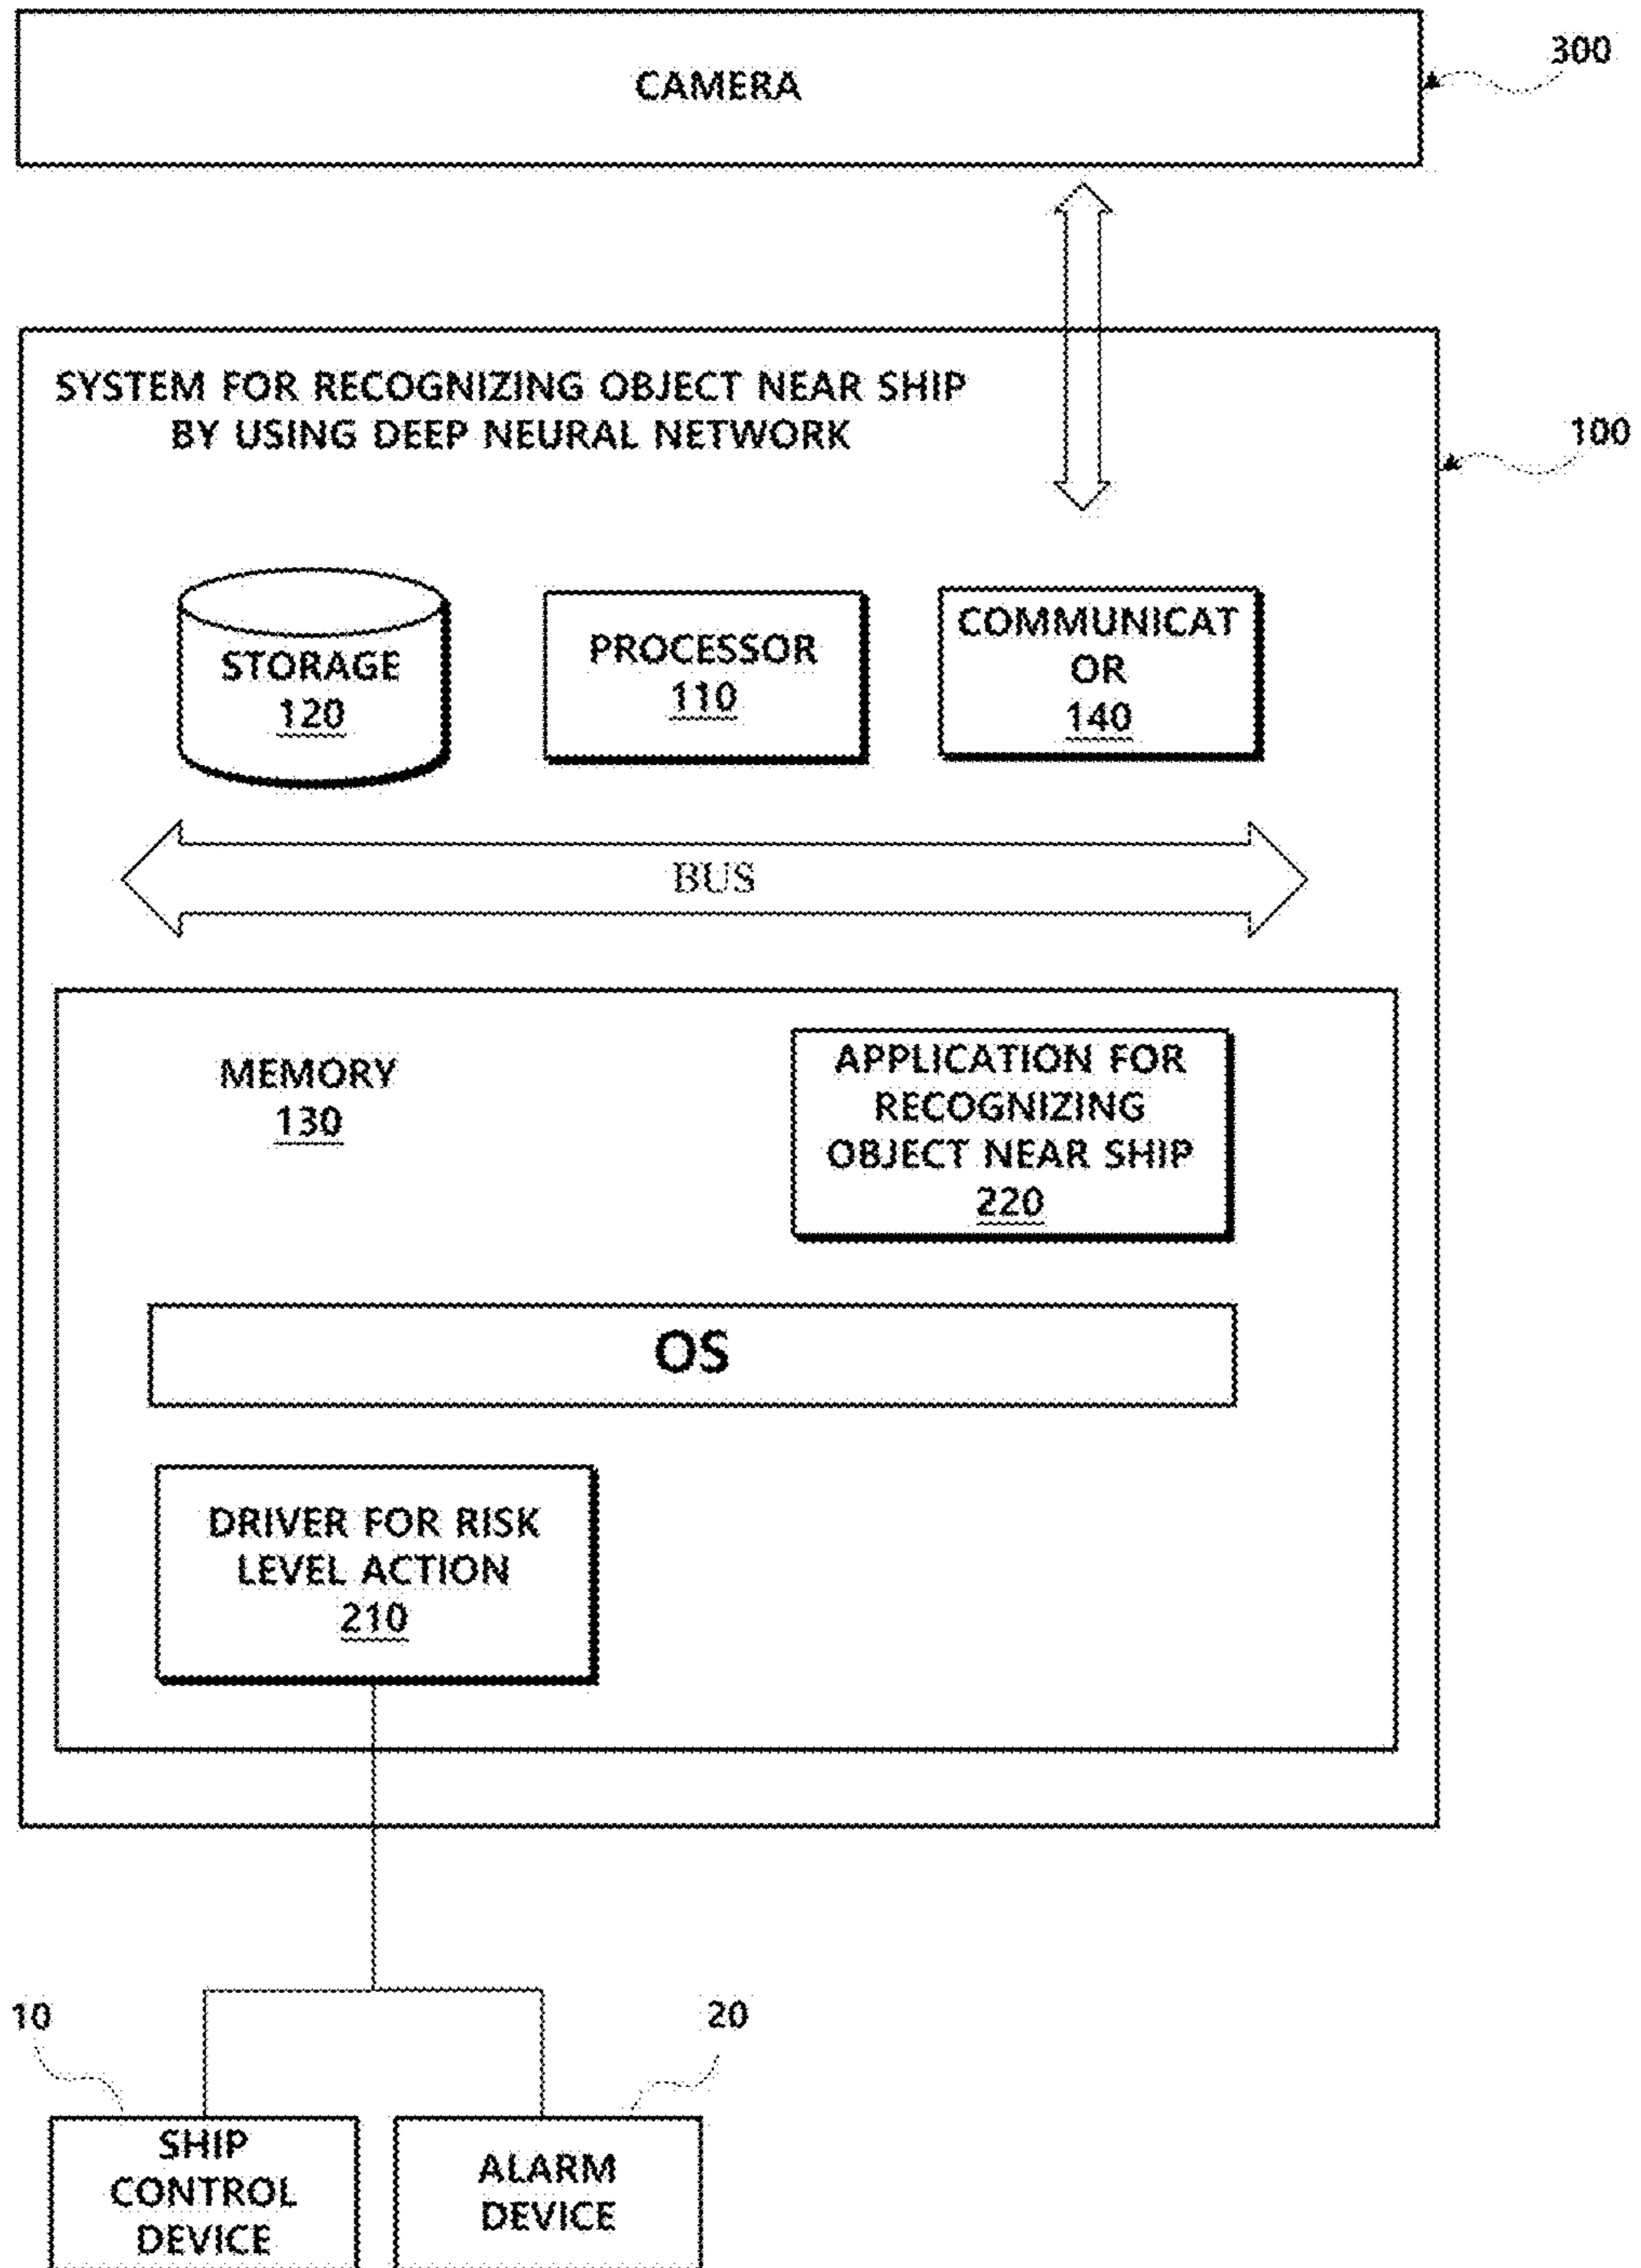 CAMERA
300
SYSTEM FOR RECOGNIZING OBJECT NEAR SHIP
BY USING DEEP NEURAL NETWORK
100
STORAGE
120
PROCESSOR
110
COMMUNICAT
OR
140
BUS
MEMORY
130
APPLICATION FOR
RECOGNIZING
OBJECT NEAR SHIP
220
OS
DRIVER FOR RISK
LEVEL ACTION
210
10
20
SHIP
CONTROL
DEVICE
ALARM
DEVICE